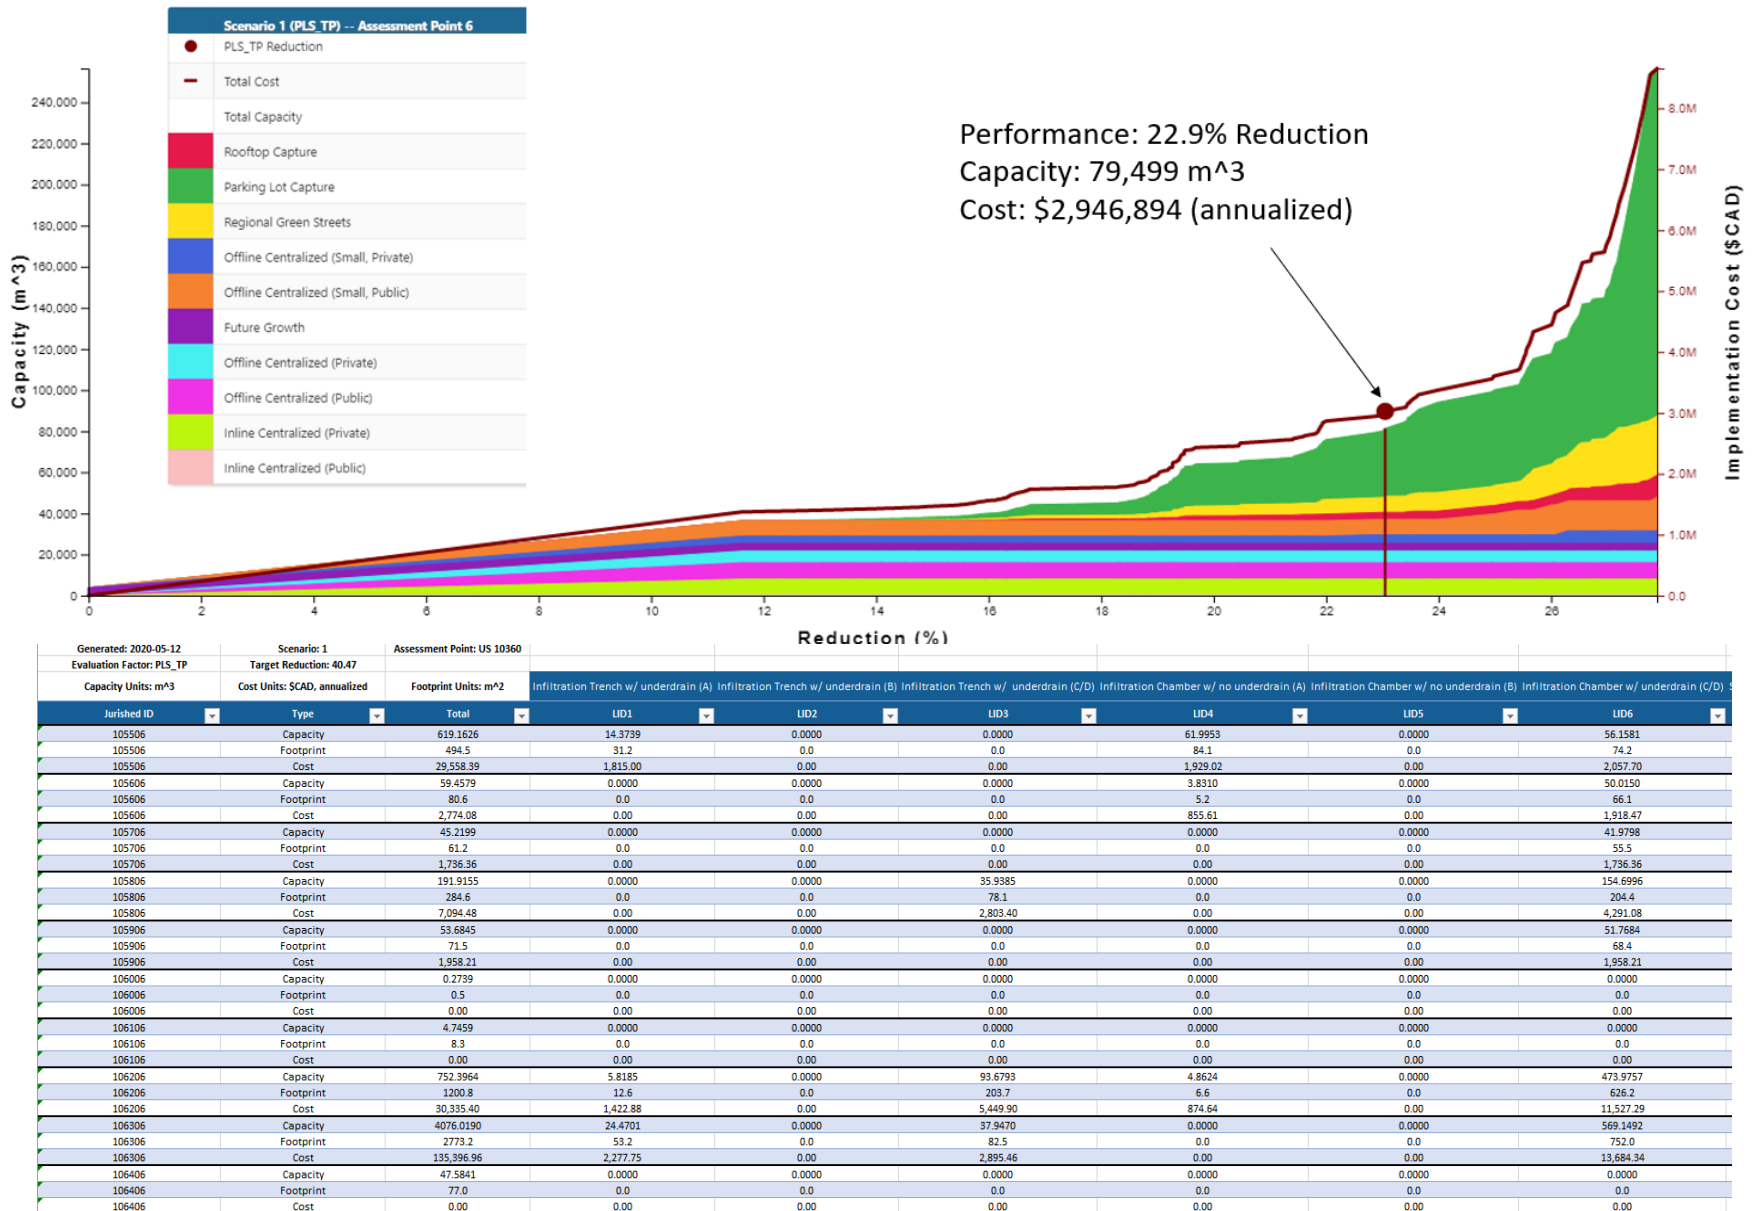 Scenario 1 (PLS_TP) -- Assessment Point 6
PLS_TP Reduction
Total Cost
Total Capacity
Rooftop Capture
Parking Lot Capture
Regional Green Streets
Offline Centralized (Small, Private)
Offline Centralized (Small, Public)
Future Growth
Offline Centralized (Private)
Offline Centralized (Public)
Inline Centralized (Private)
Inline Centralized (Public)
Performance: 22.9% Reduction
Capacity: 79,499 m^3
Cost: $2,946,894 (annualized)
Capacity (m^3)
240,000
220,000
200,000
180,000
160,000
140,000
120,000
100,000
80,000
60,000
40,000
20,000
0
8.0M
7.0M
6.0M
5.0M
4.0M
3.0M
2.0M
1.0M
0.0
Implementation Cost ($CAD)
0 2 4 6 8 10 12 14 16 18 20 22 24 26
Reduction (%)
Generated: 2020-05-12 Scenario: 1 Assessment Point: US 10360
Evaluation Factor: PLS_TP Target Reduction: 40.47
Capacity Units: m^3 Cost Units: $CAD, annualized Footprint Units: m^2 Infiltration Trench w/ underdrain (A) Infiltration Trench w/ underdrain (B) Infiltration Trench w/ underdrain (C/D) Infiltration Chamber w/ no underdrain (A) Infiltration Chamber w/ no underdrain (B) Infiltration Chamber w/ underdrain (C/D)
Jurished ID Type Total LID1 LID2 LID3 LID4 LID5 LID6
105506 Capacity 619.1626 14.3739 0.0000 0.0000 61.9953 0.0000 56.1581
105506 Footprint 494.5 31.2 0.0 0.0 84.1 0.0 74.2
105506 Cost 29,558.39 1,815.00 0.00 0.00 1,929.02 0.00 2,057.70
105606 Capacity 59.4579 0.0000 0.0000 0.0000 3.8310 0.0000 50.0150
105606 Footprint 80.6 0.0 0.0 0.0 5.2 0.0 66.1
105606 Cost 2,774.08 0.00 0.00 0.00 855.61 0.00 1,918.47
105706 Capacity 45.2199 0.0000 0.0000 0.0000 0.0000 0.0000 41.9798
105706 Footprint 61.2 0.0 0.0 0.0 0.0 0.0 55.5
105706 Cost 1,736.36 0.00 0.00 0.00 0.00 0.00 1,736.36
105806 Capacity 191.9155 0.0000 0.0000 35.9385 0.0000 0.0000 154.6996
105806 Footprint 284.6 0.0 0.0 78.1 0.0 0.0 204.4
105806 Cost 7,094.48 0.00 0.00 2,803.40 0.00 0.00 4,291.08
105906 Capacity 53.6845 0.0000 0.0000 0.0000 0.0000 0.0000 51.7684
105906 Footprint 71.5 0.0 0.0 0.0 0.0 0.0 68.4
105906 Cost 1,958.21 0.00 0.00 0.00 0.00 0.00 1,958.21
106006 Capacity 0.2739 0.0000 0.0000 0.0000 0.0000 0.0000 0.0000
106006 Footprint 0.5 0.0 0.0 0.0 0.0 0.0 0.0
106006 Cost 0.00 0.00 0.00 0.00 0.00 0.00 0.00
106106 Capacity 4.7459 0.0000 0.0000 0.0000 0.0000 0.0000 0.0000
106106 Footprint 8.3 0.0 0.0 0.0 0.0 0.0 0.0
106106 Cost 0.00 0.00 0.00 0.00 0.00 0.00 0.00
106206 Capacity 752.3964 5.8185 0.0000 93.6793 4.8624 0.0000 473.9757
106206 Footprint 1200.8 12.6 0.0 203.7 6.6 0.0 626.2
106206 Cost 30,335.40 1,422.88 0.00 5,449.90 874.64 0.00 11,527.29
106306 Capacity 4076.0190 24.4701 0.0000 37.9470 0.0000 0.0000 569.1492
106306 Footprint 2773.2 53.2 0.0 82.5 0.0 0.0 752.0
106306 Cost 135,396.96 2,277.75 0.00 2,895.46 0.00 0.00 13,684.34
106406 Capacity 47.5841 0.0000 0.0000 0.0000 0.0000 0.0000 0.0000
106406 Footprint 77.0 0.0 0.0 0.0 0.0 0.0 0.0
106406 Cost 0.00 0.00 0.00 0.00 0.00 0.00 0.00